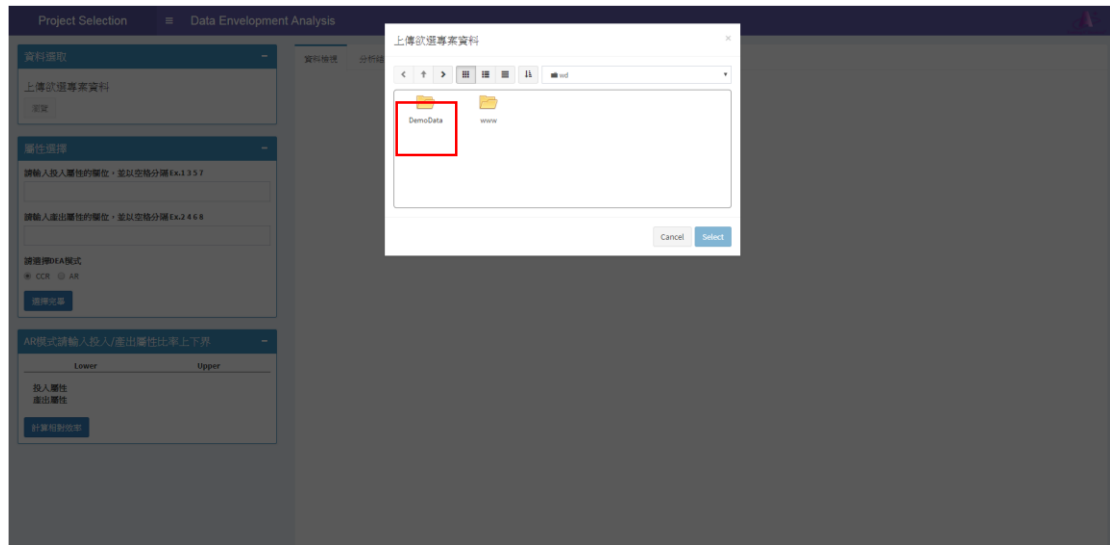 Project Selection
Data Envelopment Analysis
資料選取
上傳欲選專案資料
瀏覽
屬性選擇
請輸入投入屬性的欄位,並以空格分隔Ex.1 3 5 7
請輸入產出屬性的欄位,並以空格分隔Ex.2 4 6 8
請選擇DEA模式
CCR
AR
選擇完畢
AR模式請輸入投入/產出屬性比率上下界
Lower
Upper
投入屬性
產出屬性
計算相對效率
資料檢視
上傳欲選專案資料
×
wd
DemoData
www
Cancel
Select